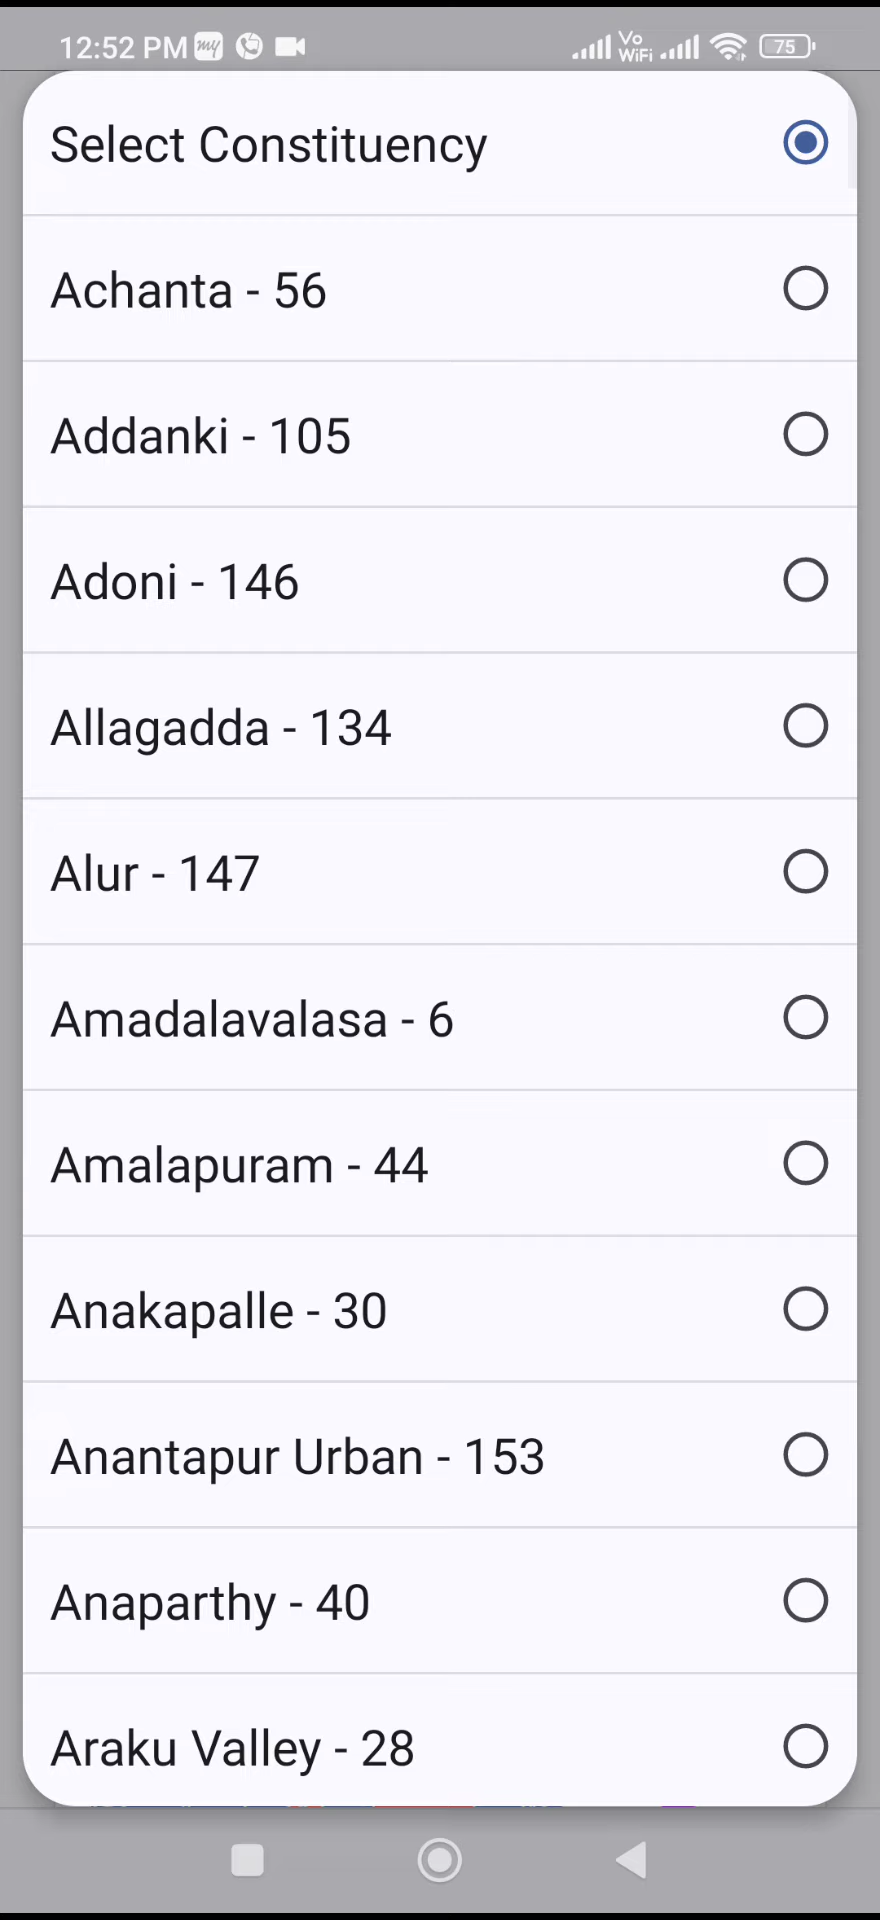 12:52 PM my Vo WiFi 75
Select Constituency
Achanta - 56
Addanki - 105
Adoni - 146
Allagadda - 134
Alur - 147
Amadalavalasa - 6
Amalapuram - 44
Anakapalle - 30
Anantapur Urban - 153
Anaparthy - 40
Araku Valley - 28